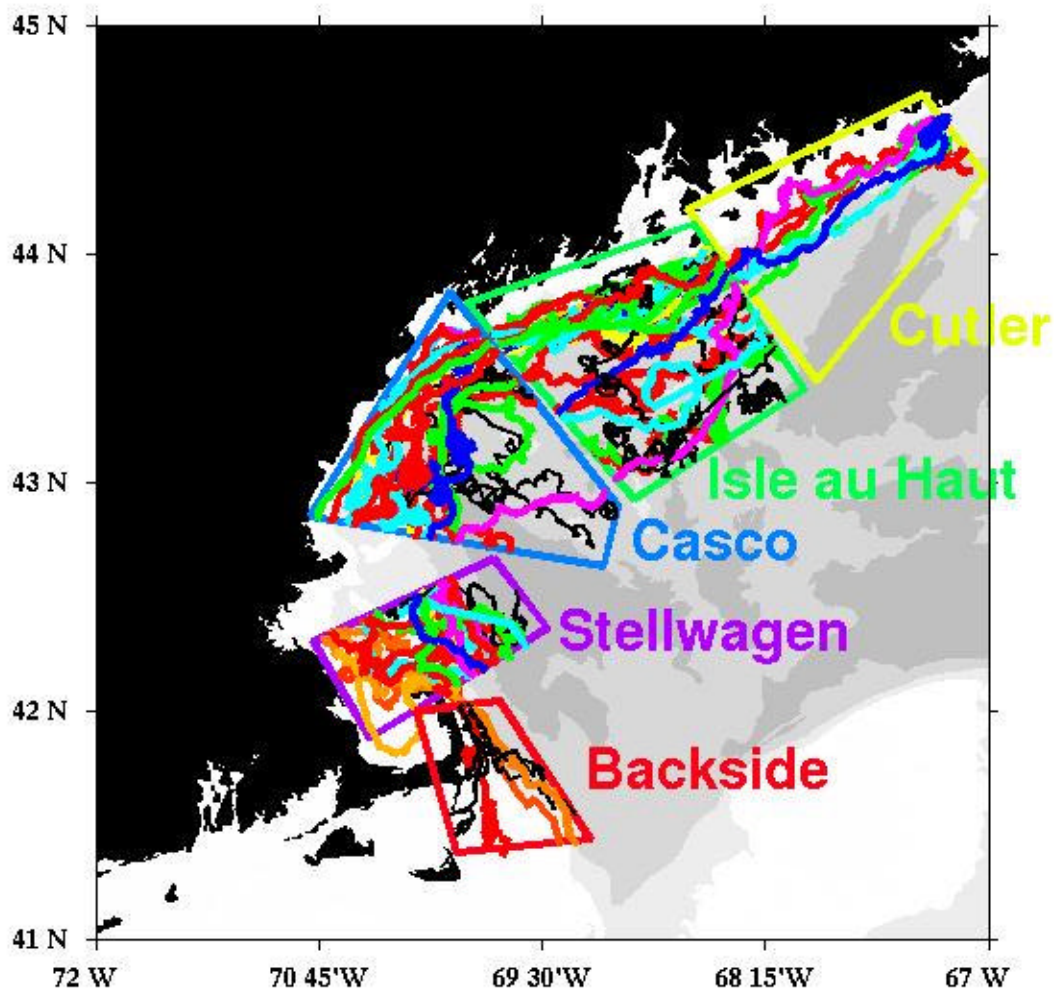 45 N
44 N
43 N
42 N
41 N
Cutler
Isle au Haut
Casco
Stellwagen
Backside
72 W
70 45'W
69 30'W
68 15'W
67 W